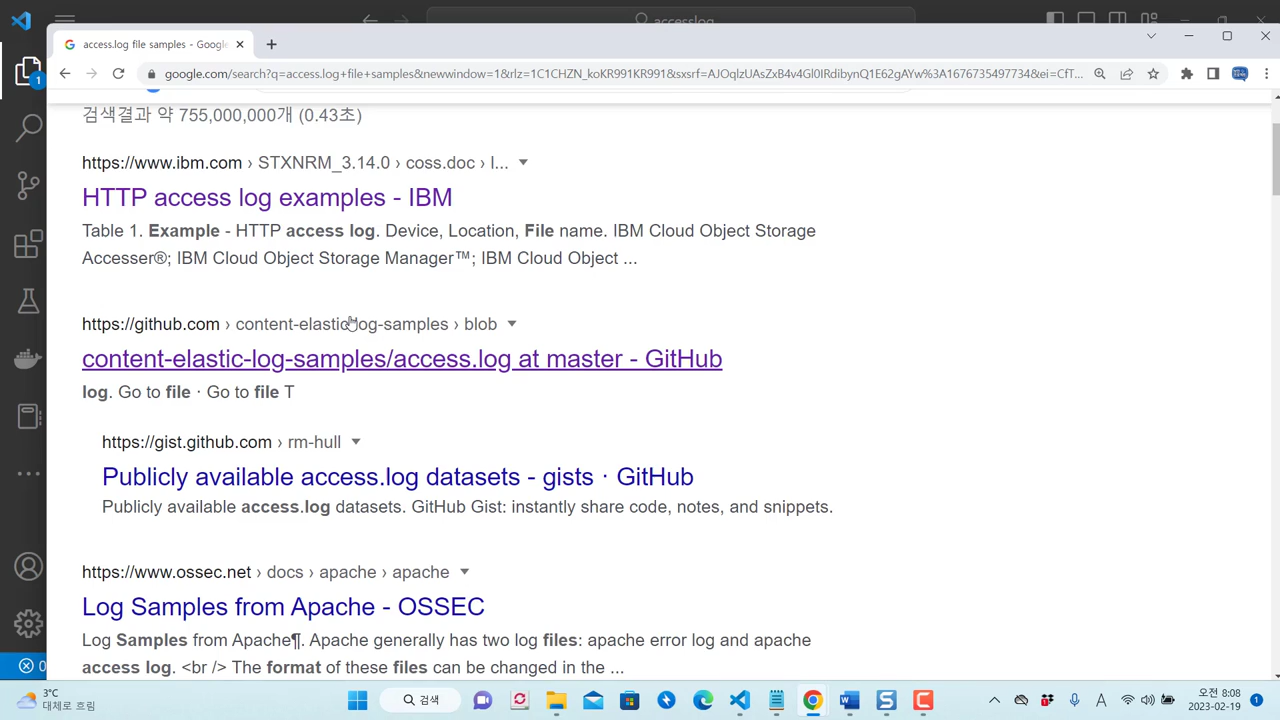 accesslog
access.log file samples - Google
google.com/search?q=access.log+file+samples&newwindow=1&rlz=1C1CHZN_koKR991KR991&sxsrf=AJOqlzUAsZxB4v4Gl0IRdibynQ1E62gAYw%3A1676535497734&ei=CfT...
검색결과 약 755,000,000개 (0.43초)
https://www.ibm.com › STXNRM_3.14.0 › coss.doc › l...
HTTP access log examples - IBM
Table 1. Example - HTTP access log. Device, Location, File name. IBM Cloud Object Storage
Accesser®; IBM Cloud Object Storage Manager™; IBM Cloud Object ...
https://github.com › content-elastic-log-samples › blob
content-elastic-log-samples/access.log at master - GitHub
log. Go to file · Go to file T
https://gist.github.com › rm-hull
Publicly available access.log datasets - gists · GitHub
Publicly available access.log datasets. GitHub Gist: instantly share code, notes, and snippets.
https://www.ossec.net › docs › apache › apache
Log Samples from Apache - OSSEC
Log Samples from Apache¶. Apache generally has two log files: apache error log and apache
access log. <br /> The format of these files can be changed in the ...
1
0
3°C
대체로 흐림
검색
A
오전 8:08
2023-02-19
1